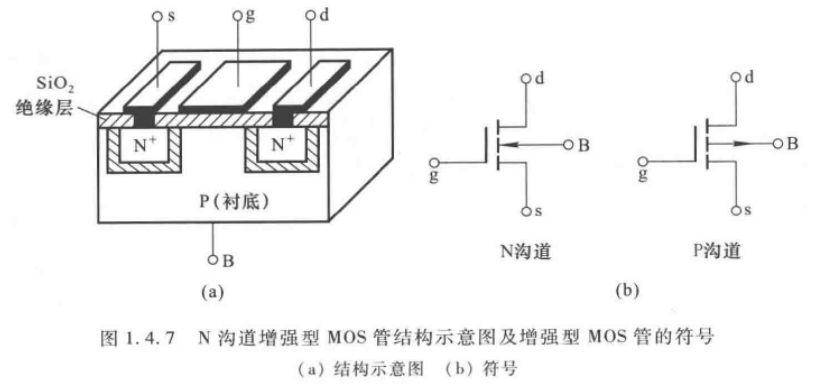 s g d
SiO₂
绝缘层
N⁺ N⁺
P(衬底)
B
(a)
d
B
g
s
N沟道
d
B
g
s
P沟道
(b)
图 1.4.7 N 沟道增强型 MOS 管结构示意图及增强型 MOS 管的符号
(a) 结构示意图 (b) 符号